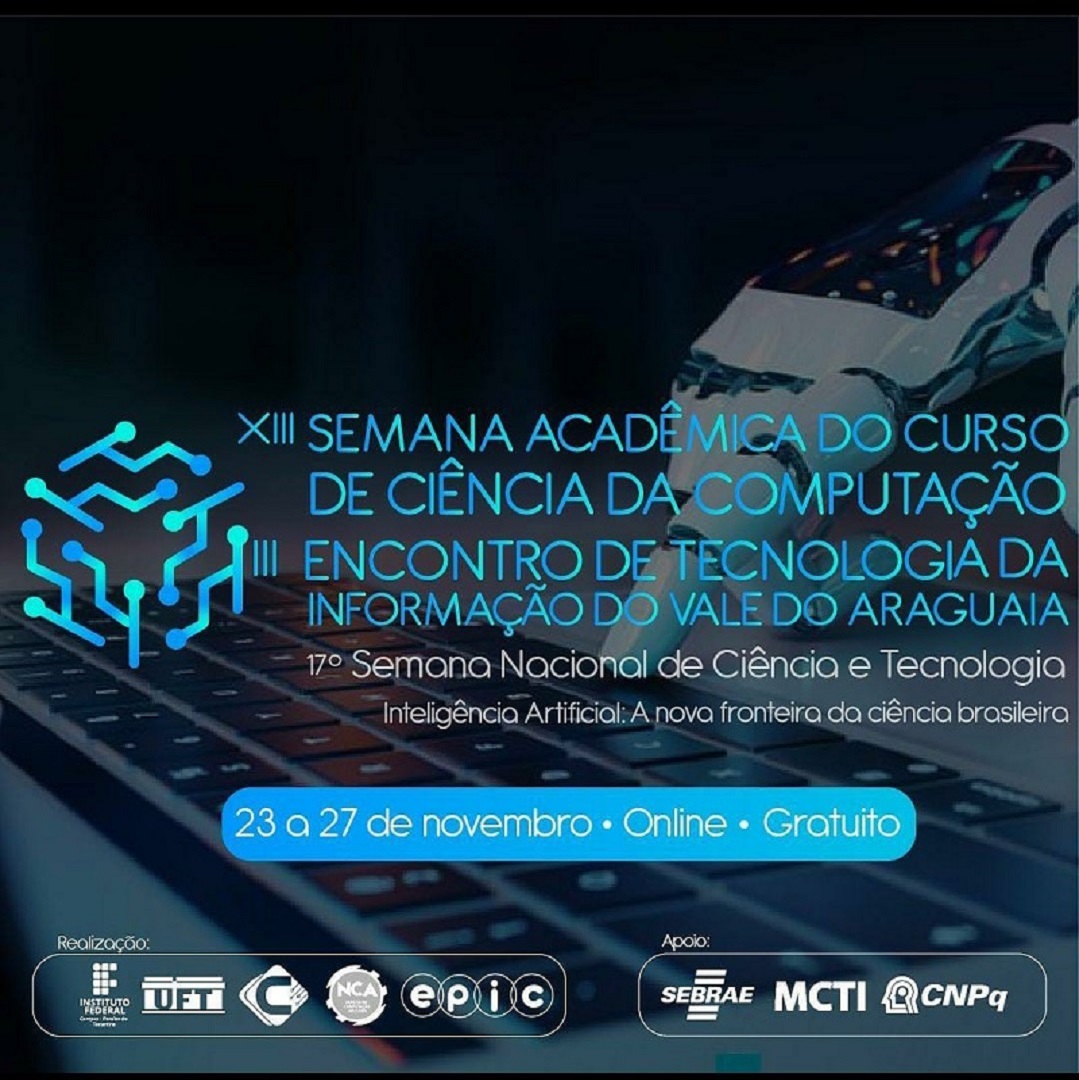 XIII SEMANA ACADÊMICA DO CURSO
DE CIÊNCIA DA COMPUTAÇÃO
III ENCONTRO DE TECNOLOGIA DA
INFORMAÇÃO DO VALE DO ARAGUAIA
17º Semana Nacional de Ciência e Tecnologia
Inteligência Artificial: A nova fronteira da ciência brasileira
23 a 27 de novembro • Online • Gratuito
Realização:
INSTITUTO
FEDERAL
UFT
NCA
epic
Apoio:
SEBRAE
MCTI
CNPq